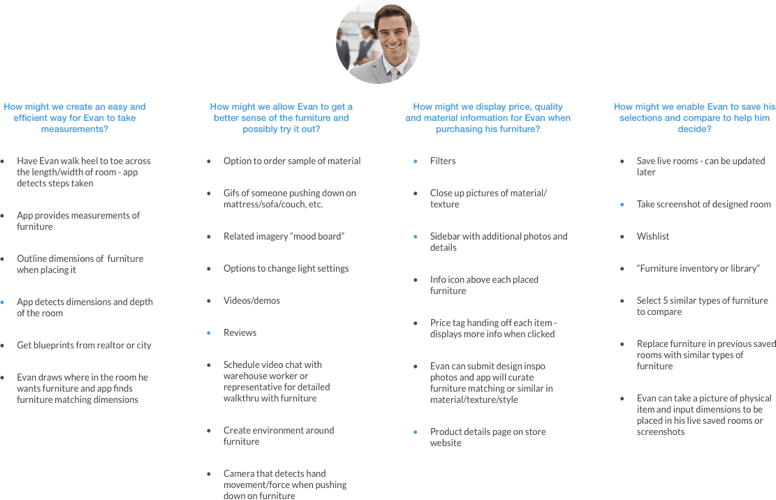 How might we create an easy and
efficient way for Evan to take
measurements?
Have Evan walk heel to toe across
the length/width of room - app
detects steps taken
App provides measurements of
furniture
Outline dimensions of furniture
when placing it
App detects dimensions and depth
of the room
Get blueprints from realtor or city
Evan draws where in the room he
wants furniture and app finds
furniture matching dimensions
How might we allow Evan to get a
better sense of the furniture and
possibly try it out?
Option to order sample of material
Gifs of someone pushing down on
mattress/sofa/couch, etc.
Related imagery “mood board”
Options to change light settings
Videos/demos
Reviews
Schedule video chat with
warehouse worker or
representative for detailed
walkthru with furniture
Create environment around
furniture
Camera that detects hand
movement/force when pushing
down on furniture
How might we display price, quality
and material information for Evan when
purchasing his furniture?
Filters
Close up pictures of material/
texture
Sidebar with additional photos and
details
Info icon above each placed
furniture
Price tag handing off each item -
displays more info when clicked
Evan can submit design inspo
photos and app will curate
furniture matching or similar in
material/texture/style
Product details page on store
website
How might we enable Evan to save his
selections and compare to help him
decide?
Save live rooms - can be updated
later
Take screenshot of designed room
Wishlist
“Furniture inventory or library”
Select 5 similar types of furniture
to compare
Replace furniture in previous saved
rooms with similar types of
furniture
Evan can take a picture of physical
item and input dimensions to be
placed in his live saved rooms or
screenshots